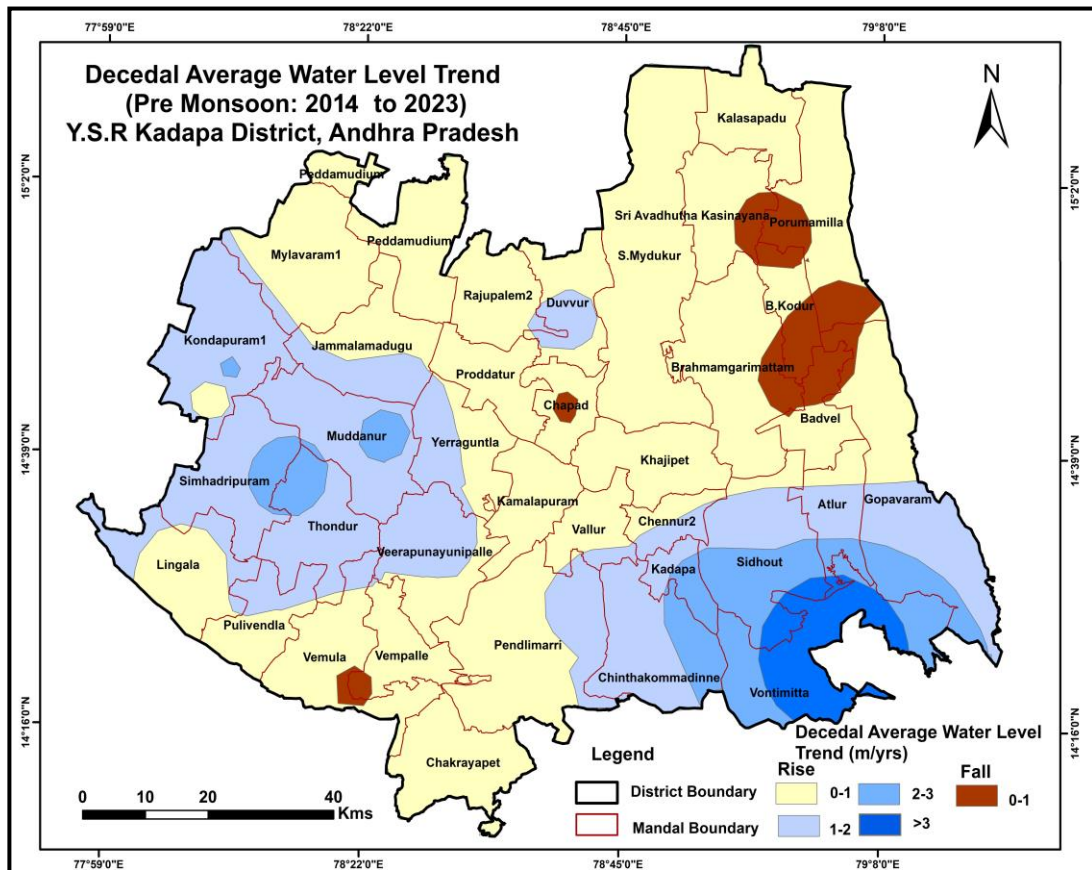 77°59'0"E
78°22'0"E
78°45'0"E
79°8'0"E
Decedal Average Water Level Trend
(Pre Monsoon: 2014 to 2023)
Y.S.R Kadapa District, Andhra Pradesh
N
15°2'0"N
15°2'0"N
Kalasapadu
Peddamudium
Sri Avadhutha Kasinayana
Porumamilla
Peddamudium
Mylavaram1
S.Mydukur
Rajupalem2
Duvvur
B.Kodur
Kondapuram1
Jammalamadugu
Proddatur
Brahmamgarimattam
Chapad
Badvel
Muddanur
Yerraguntla
14°39'0"N
14°39'0"N
Khajipet
Simhadripuram
Kamalapuram
Atlur
Gopavaram
Thondur
Vallur
Chennur2
Veerapunayunipalle
Lingala
Kadapa
Sidhout
Pulivendla
Vemula
Vempalle
Pendlimarri
Chinthakommadinne
Vontimitta
14°16'0"N
14°16'0"N
Chakrayapet
0 10 20 40
Kms
Legend
District Boundary
Mandal Boundary
Decedal Average Water Level
Trend (m/yrs)
Rise
Fall
0-1
2-3
0-1
1-2
>3
77°59'0"E
78°22'0"E
78°45'0"E
79°8'0"E